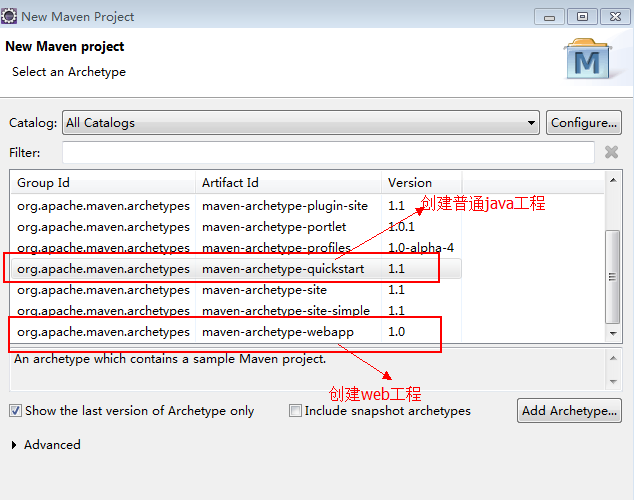 New Maven Project
New Maven project
Select an Archetype
M
Catalog: All Catalogs Configure...
Filter:
Group Id Artifact Id Version
org.apache.maven.archetypes maven-archetype-plugin-site 1.1
创建普通java工程
org.apache.maven.archetypes maven-archetype-portlet 1.0.1
org.apache.maven.archetypes maven-archetype-profiles 1.0-alpha-4
org.apache.maven.archetypes maven-archetype-quickstart 1.1
org.apache.maven.archetypes maven-archetype-site 1.1
org.apache.maven.archetypes maven-archetype-site-simple 1.1
org.apache.maven.archetypes maven-archetype-webapp 1.0
An archetype which contains a sample Maven project.
创建web工程
Show the last version of Archetype only Include snapshot archetypes Add Archetype...
Advanced